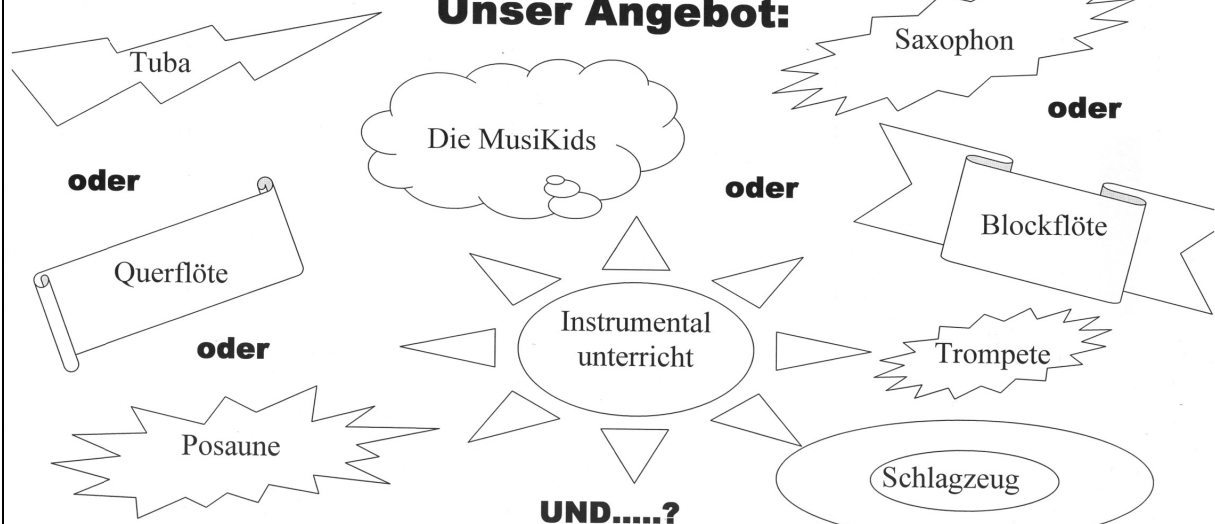 Unser Angebot:
Tuba
Saxophon
oder
Die MusiKids
oder
oder
Blockflöte
Querflöte
Instrumental
unterricht
oder
Trompete
Posaune
Schlagzeug
UND.....?